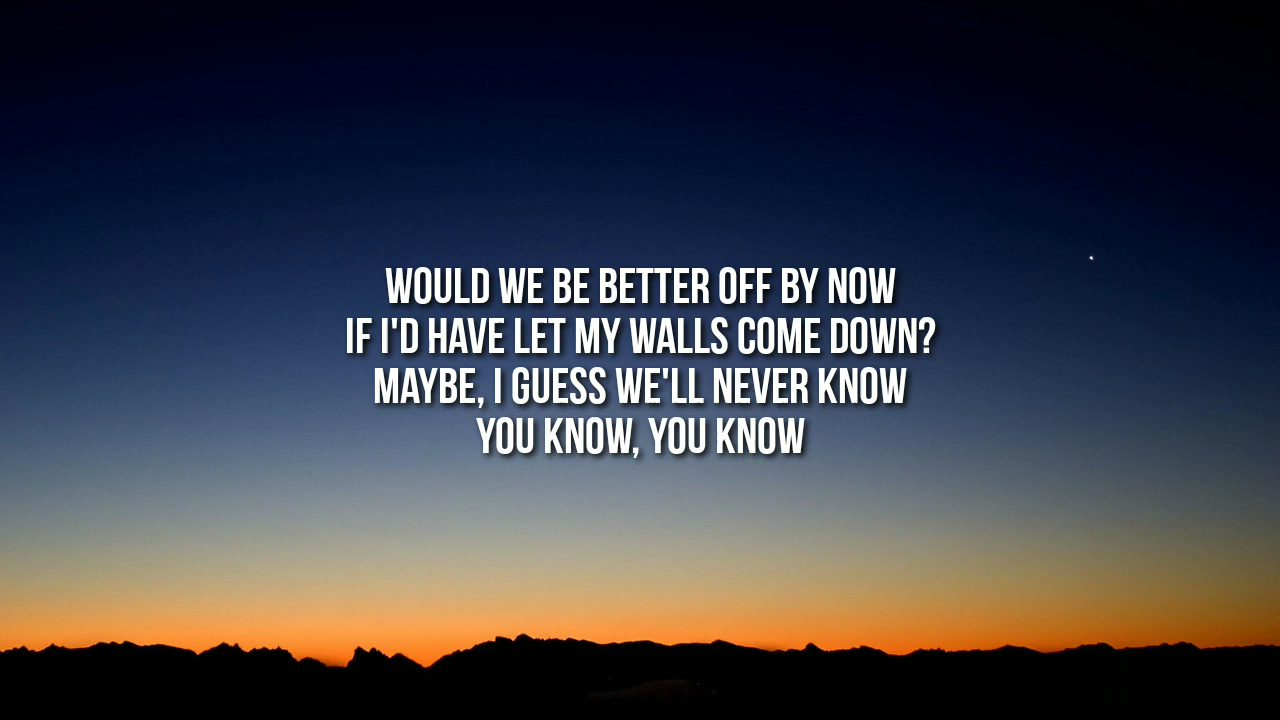 WOULD WE BE BETTER OFF BY NOW
IF I'D HAVE LET MY WALLS COME DOWN?
MAYBE, I GUESS WE'LL NEVER KNOW
YOU KNOW, YOU KNOW